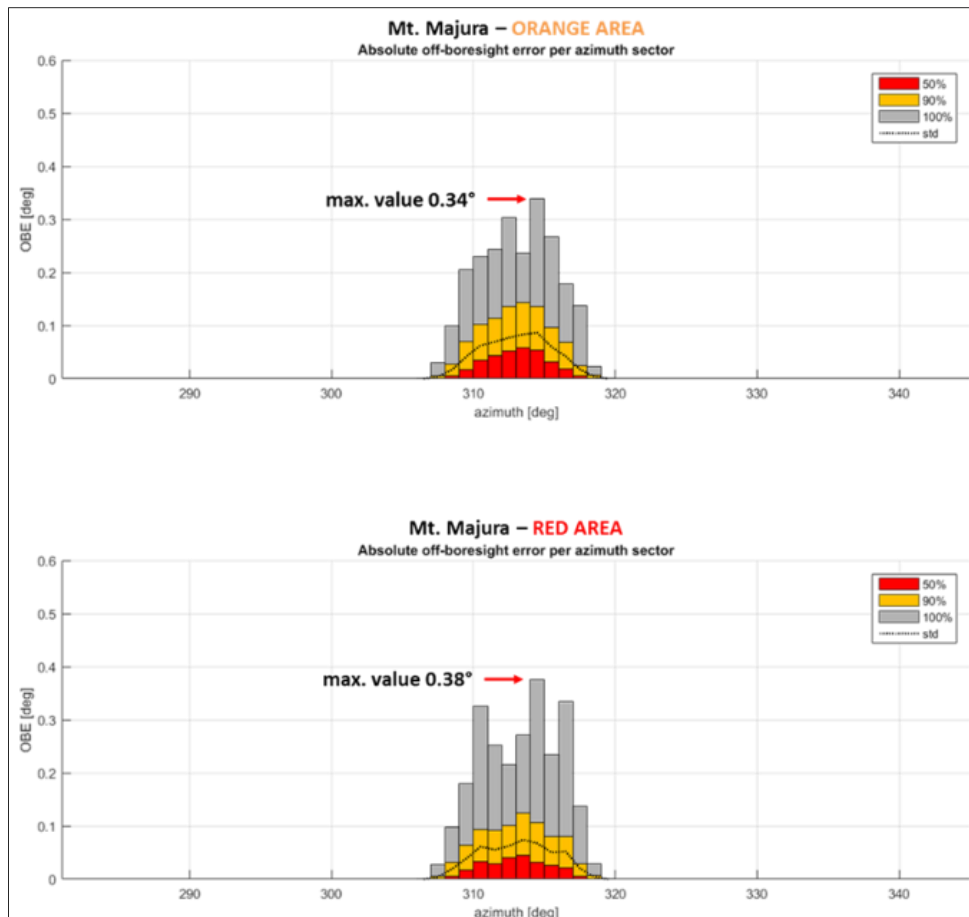 Mt. Majura – ORANGE AREA
Absolute off-boresight error per azimuth sector
0.6
50%
90%
0.5
100%
std
0.4
max. value 0.34°
OBE [deg]
0.3
0.2
0.1
0
290
300
310
320
330
340
azimuth [deg]
Mt. Majura – RED AREA
Absolute off-boresight error per azimuth sector
0.6
50%
90%
0.5
100%
std
0.4
max. value 0.38°
OBE [deg]
0.3
0.2
0.1
0
290
300
310
320
330
340
azimuth [deg]